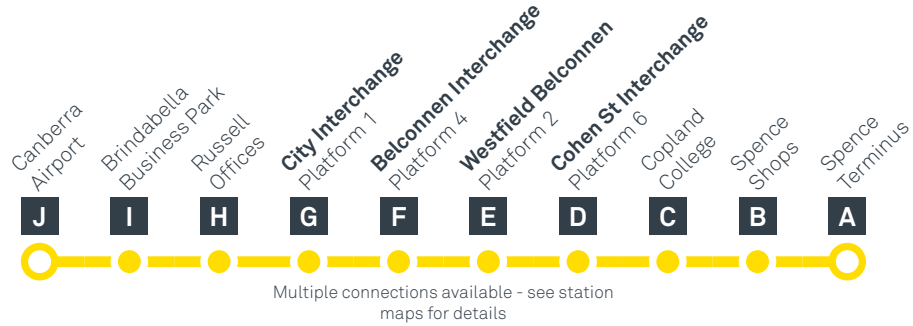 Canberra
Airport
Brindabella
Business Park
Russell
Offices
City Interchange
Platform 1
Belconnen Interchange
Platform 4
Westfield Belconnen
Platform 2
Cohen St Interchange
Platform 6
Copland
College
Spence
Shops
Spence
Terminus
J I H G F E D C B A
Multiple connections available - see station
maps for details